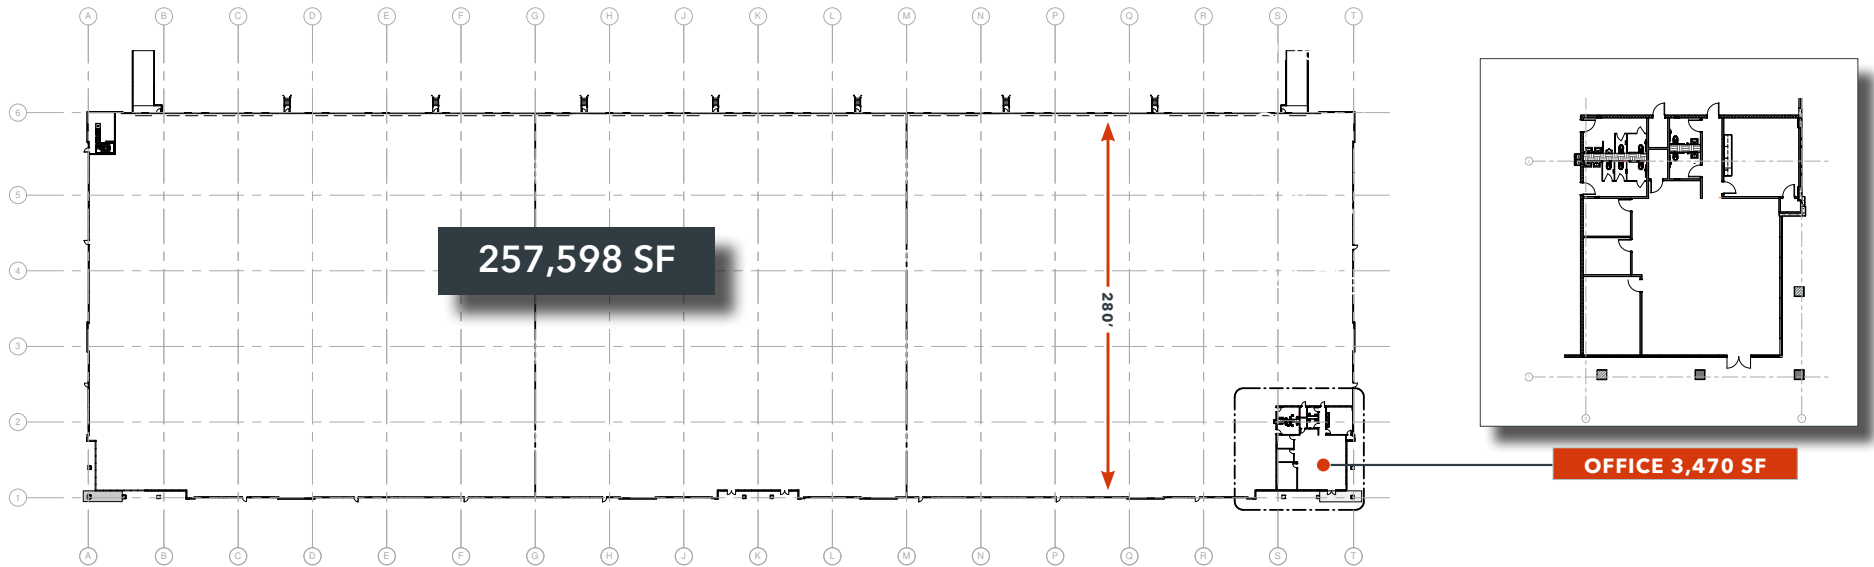 A B C D E F G H J K L M N P Q R S T
6
5
4
3
2
1
257,598 SF
280'
OFFICE 3,470 SF
A B C D E F G H J K L M N P Q R S T